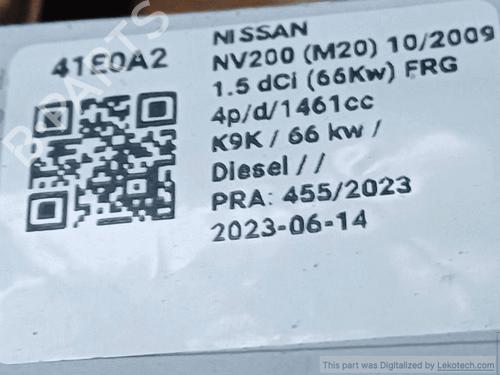 41E0A2
NISSAN
NV200 (M20) 10/2009
1.5 dCi (66Kw) FRG
4p/d/1461cc
K9K / 66 kw /
Diesel / /
PRA: 455/2023
2023-06-14
B-PARTS
This part was Digitalized by Lekotech.com